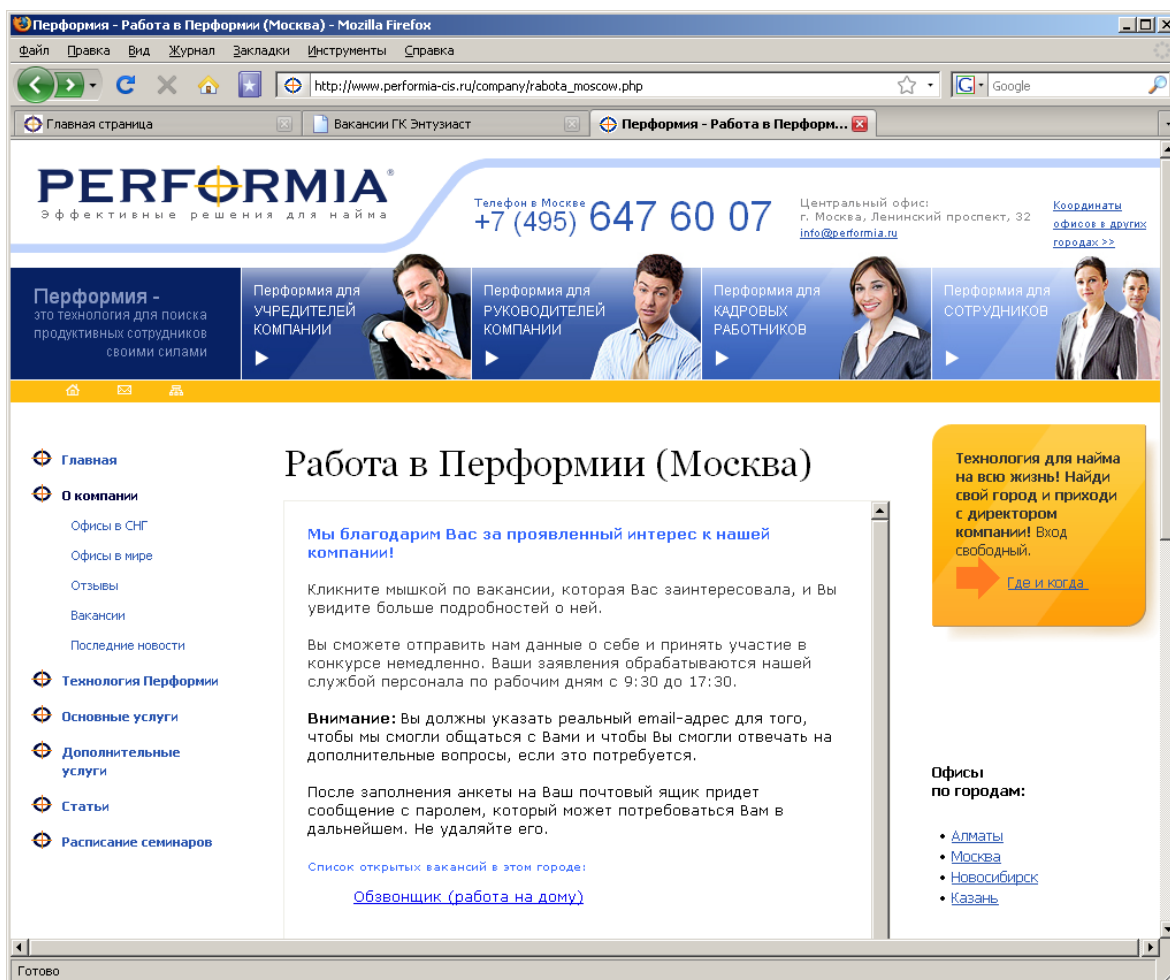 Перформия - Работа в Перформии (Москва) - Mozilla Firefox
Файл Правка Вид Журнал Закладки Инструменты Справка
http://www.performia-cis.ru/company/rabota_moscow.php
Google
Главная страница
Вакансии ГК Энтузиаст
Перформия - Работа в Перформ...
PERFORMIA®
Эффективные решения для найма
Телефон в Москве
+7 (495) 647 60 07
Центральный офис:
г. Москва, Ленинский проспект, 32
info@performia.ru
Координаты
офисов в других
городах >>
Перформия -
это технология для поиска
продуктивных сотрудников
своими силами
Перформия для
УЧРЕДИТЕЛЕЙ
КОМПАНИИ
Перформия для
РУКОВОДИТЕЛЕЙ
КОМПАНИИ
Перформия для
КАДРОВЫХ
РАБОТНИКОВ
Перформия для
СОТРУДНИКОВ
Главная
О компании
Офисы в СНГ
Офисы в мире
Отзывы
Вакансии
Последние новости
Технология Перформии
Основные услуги
Дополнительные
услуги
Статьи
Расписание семинаров
Работа в Перформии (Москва)
Мы благодарим Вас за проявленный интерес к нашей
компании!
Кликните мышкой по вакансии, которая Вас заинтересовала, и Вы
увидите больше подробностей о ней.
Вы сможете отправить нам данные о себе и принять участие в
конкурсе немедленно. Ваши заявления обрабатываются нашей
службой персонала по рабочим дням с 9:30 до 17:30.
Внимание: Вы должны указать реальный email-адрес для того,
чтобы мы смогли общаться с Вами и чтобы Вы смогли отвечать на
дополнительные вопросы, если это потребуется.
После заполнения анкеты на Ваш почтовый ящик придет
сообщение с паролем, который может потребоваться Вам в
дальнейшем. Не удаляйте его.
Список открытых вакансий в этом городе:
Обзвонщик (работа на дому)
Технология для найма
на всю жизнь! Найди
свой город и приходи
с директором
компании! Вход
свободный.
Где и когда
Офисы
по городам:
• Алматы
• Москва
• Новосибирск
• Казань
Готово